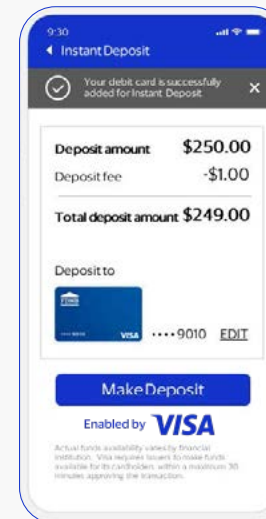 9:30
Instant Deposit
Your debit card is successfully
added for Instant Deposit
Deposit amount $250.00
Deposit fee -$1.00
Total deposit amount $249.00
Deposit to
VISA
••••9010 EDIT
Make Deposit
Enabled by VISA
Actual funds availability varies by financial
institution. Visa requires issuers to make funds
available for its cardholders within a maximum 30
minutes approving the transaction.